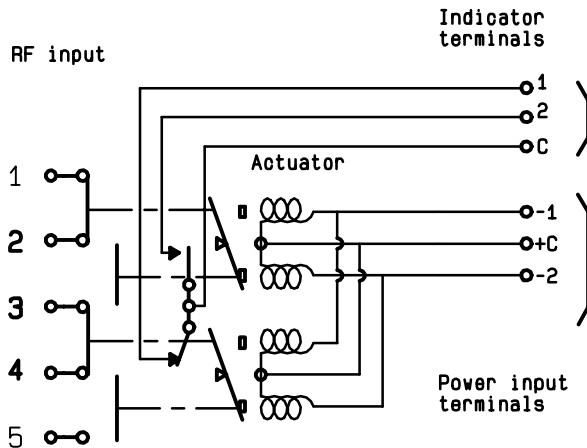 Indicator
terminals
RF input
1
2
C
Actuator
1
2
3
4
5
-1
+C
-2
Power input
terminals